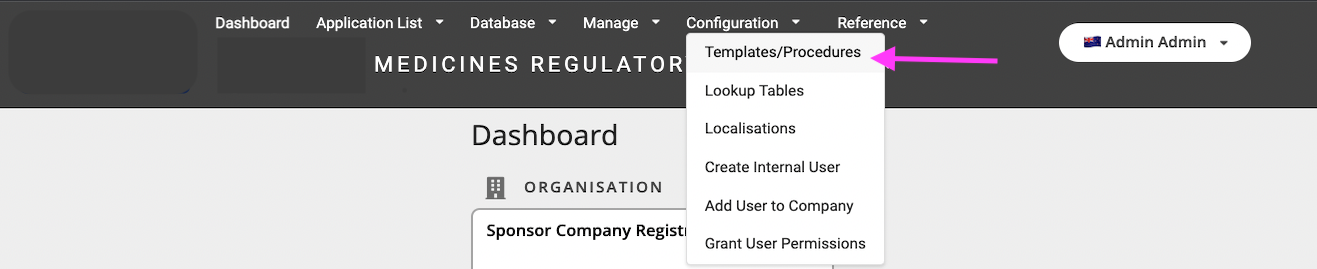 Dashboard Application List Database Manage Configuration Reference
Admin Admin
MEDICINES REGULATOR
Templates/Procedures
Lookup Tables
Localisations
Create Internal User
Add User to Company
Grant User Permissions
Dashboard
ORGANISATION
Sponsor Company